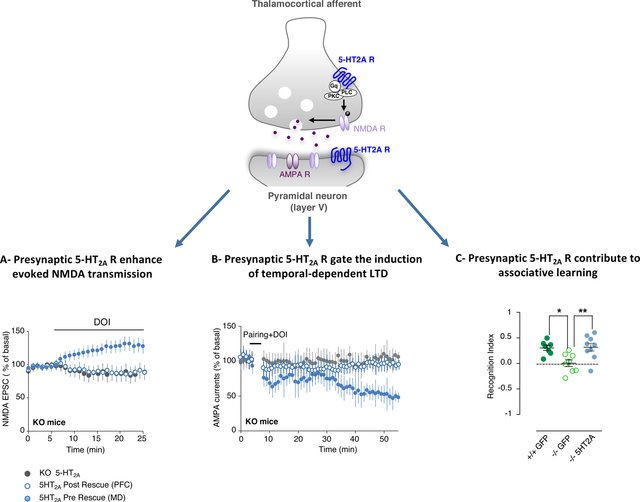 Thalamocortical afferent
5-HT2A R
Gq
PLC
PKC
NMDA R
5-HT2A R
AMPA R
Pyramidal neuron
(layer V)
A- Presynaptic 5-HT2A R enhance
evoked NMDA transmission
B- Presynaptic 5-HT2A R gate the induction
of temporal-dependent LTD
C- Presynaptic 5-HT2A R contribute to
associative learning
DOI
NMDA EPSC (% of basal)
150
100
50
0
KO mice
0 5 10 15 20 25
Time (min)
Pairing+DOI
AMPA currents (% of basal)
150
100
50
0
KO mice
0 10 20 30 40 50
Time (min)
Recognition Index
* **
1
0.5
0.0
-0.5
-1
+/+ GFP
-/- GFP
-/- 5HT2A
KO 5-HT2A
5HT2A Post Rescue (PFC)
5HT2A Pre Rescue (MD)